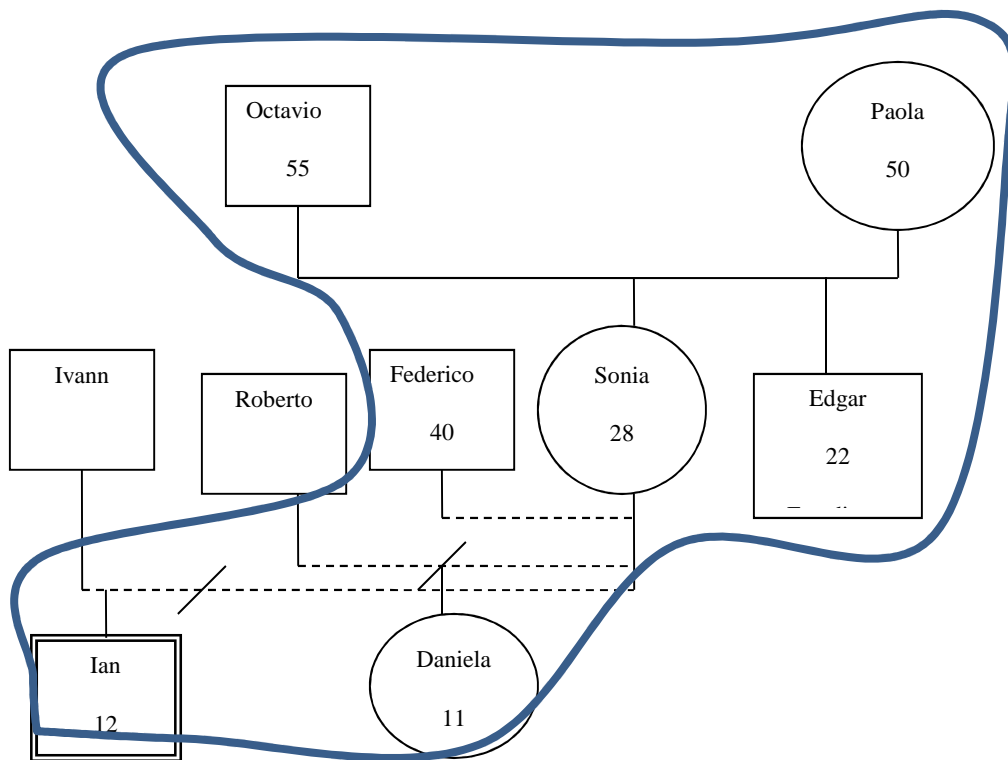 Octavio
55
Paola
50
Ivann
Roberto
Federico
40
Sonia
28
Edgar
22
Ian
12
Daniela
11